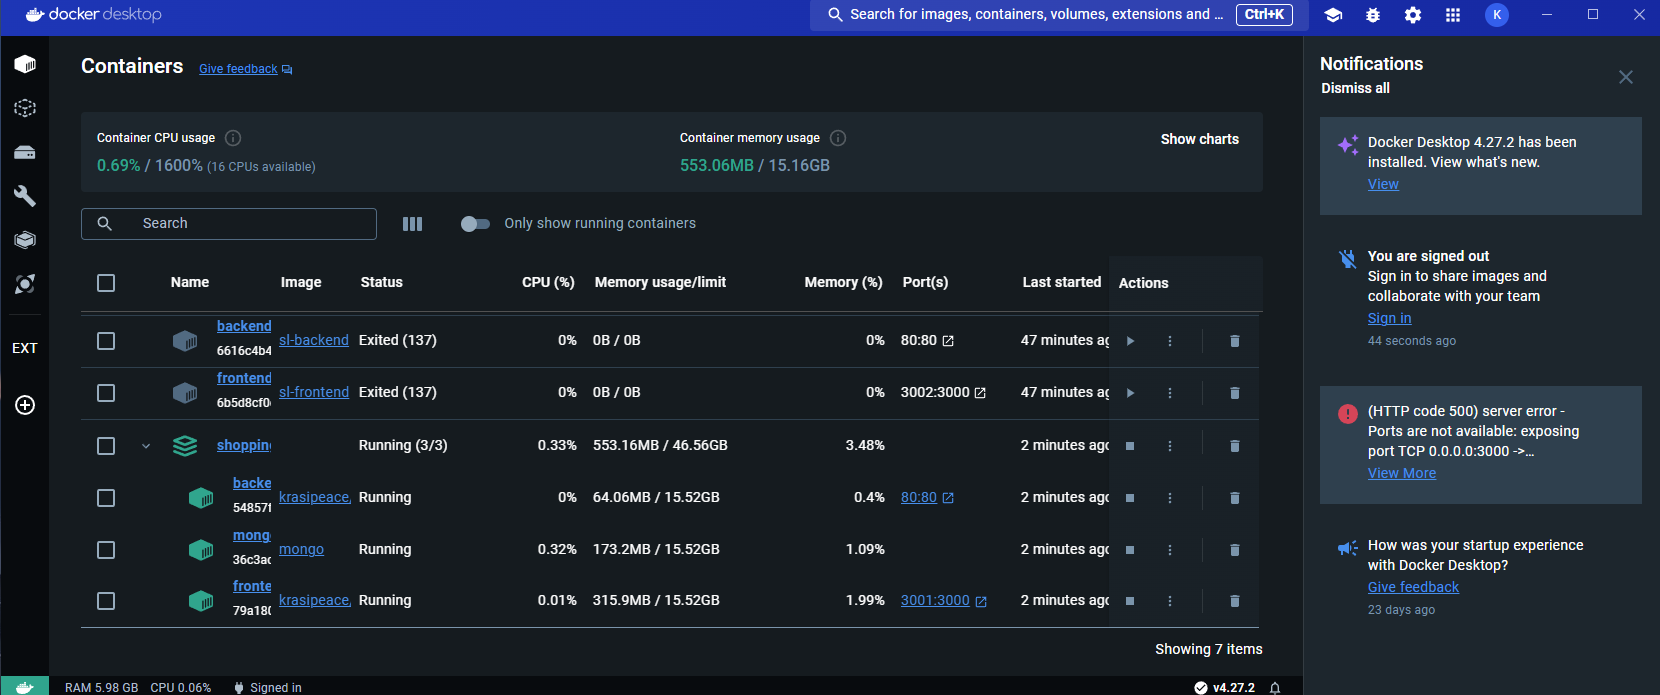 docker desktop
Search for images, containers, volumes, extensions and ...
Ctrl+K
K
Containers
Give feedback
Container CPU usage
0.69% / 1600% (16 CPUs available)
Container memory usage
553.06MB / 15.16GB
Show charts
Search
Only show running containers
EXT
Name Image Status CPU (%) Memory usage/limit Memory (%) Port(s) Last started Actions
backend
6616c4b4
sl-backend Exited (137) 0% 0B / 0B 0% 80:80 47 minutes ag
frontend
6b5d8cf0
sl-frontend Exited (137) 0% 0B / 0B 0% 3002:3000 47 minutes ag
shopping Running (3/3) 0.33% 553.16MB / 46.56GB 3.48% 2 minutes ago
backe
54857f
krasipeace, Running 0% 64.06MB / 15.52GB 0.4% 80:80 2 minutes ago
mong
36c3ac
mongo Running 0.32% 173.2MB / 15.52GB 1.09% 2 minutes ago
fronte
79a180
krasipeace, Running 0.01% 315.9MB / 15.52GB 1.99% 3001:3000 2 minutes ago
Showing 7 items
Notifications
Dismiss all
Docker Desktop 4.27.2 has been
installed. View what's new.
View
You are signed out
Sign in to share images and
collaborate with your team
Sign in
44 seconds ago
(HTTP code 500) server error -
Ports are not available: exposing
port TCP 0.0.0.0:3000 ->...
View More
How was your startup experience
with Docker Desktop?
Give feedback
23 days ago
RAM 5.98 GB CPU 0.06% Signed in
v4.27.2